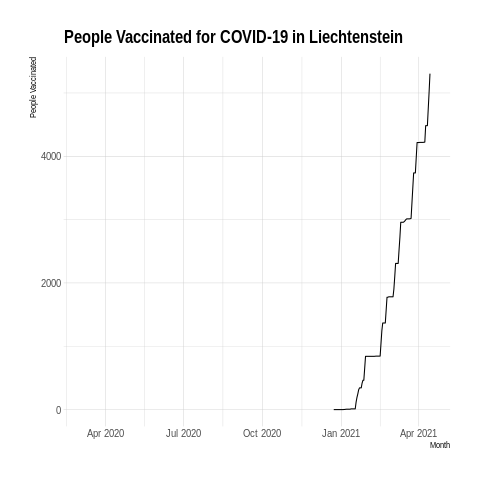 People Vaccinated for COVID-19 in Liechtenstein
People Vaccinated
4000
2000
0
Apr 2020 Jul 2020 Oct 2020 Jan 2021 Apr 2021
Month